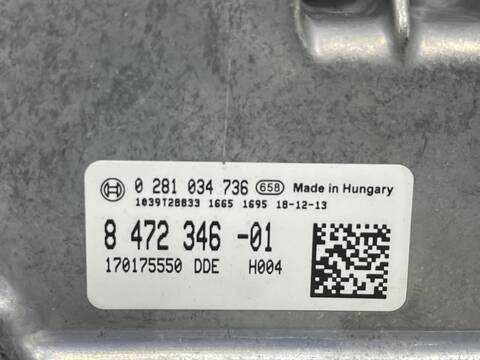 0 281 034 736 658 Made in Hungary
1039T28833 1665 1695 18-12-13
8 472 346 -01
170175550 DDE H004